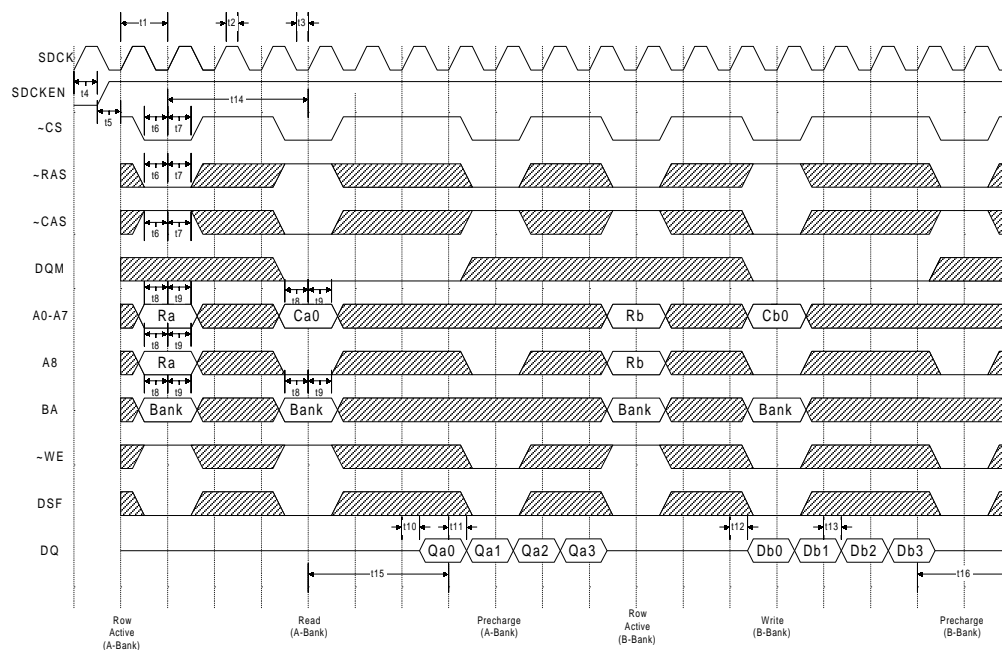 t1
t2
t3
SDCK
t4
SDCKEN
t5
t14
~CS
t6
t7
~RAS
t6
t7
~CAS
t6
t7
DQM
t8
t9
t8
t9
A0-A7
Ra
Ca0
Rb
Cb0
t8
t9
A8
Ra
Rb
t8
t9
t8
t9
BA
Bank
Bank
Bank
Bank
~WE
DSF
t10
t11
t12
t13
DQ
Qa0
Qa1
Qa2
Qa3
Db0
Db1
Db2
Db3
t15
t16
Row
Active
(A-Bank)
Read
(A-Bank)
Precharge
(A-Bank)
Row
Active
(B-Bank)
Write
(B-Bank)
Precharge
(B-Bank)